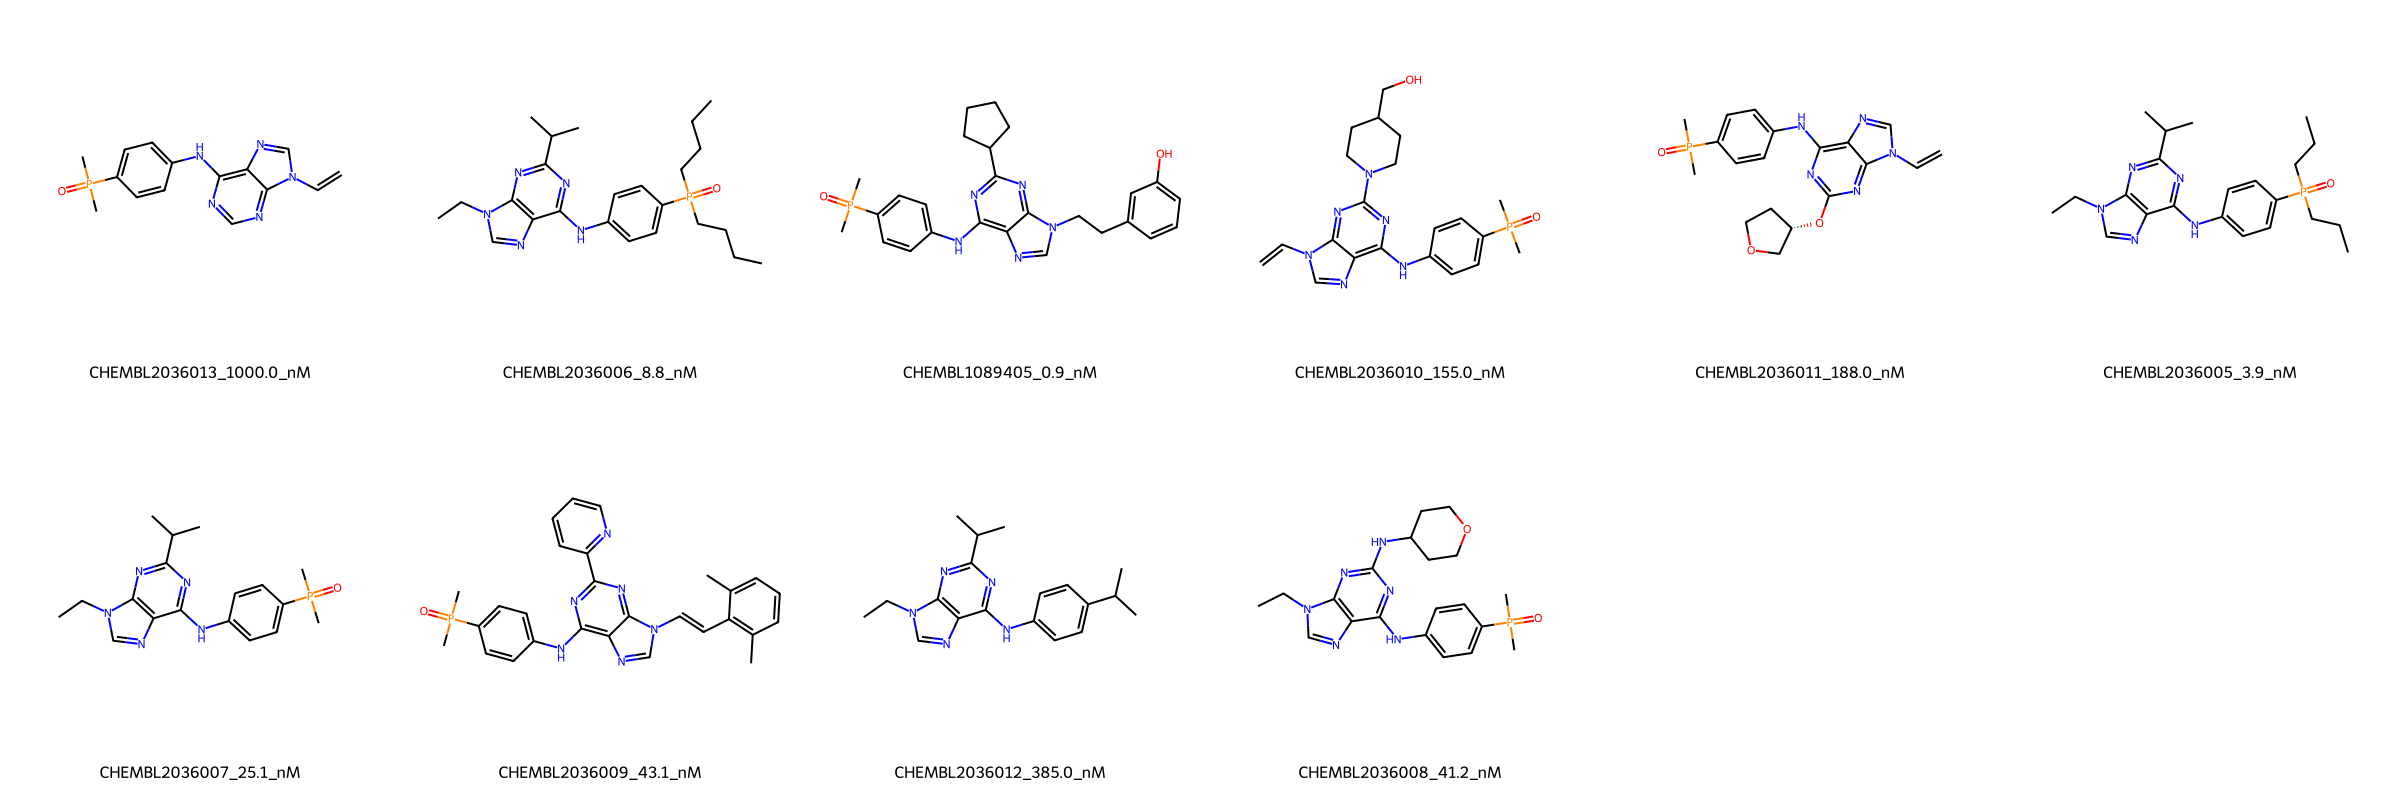 CHEMBL2036013_1000.0_nM
CHEMBL2036006_8.8_nM
CHEMBL1089405_0.9_nM
CHEMBL2036010_155.0_nM
CHEMBL2036011_188.0_nM
CHEMBL2036005_3.9_nM
CHEMBL2036007_25.1_nM
CHEMBL2036009_43.1_nM
CHEMBL2036012_385.0_nM
CHEMBL2036008_41.2_nM